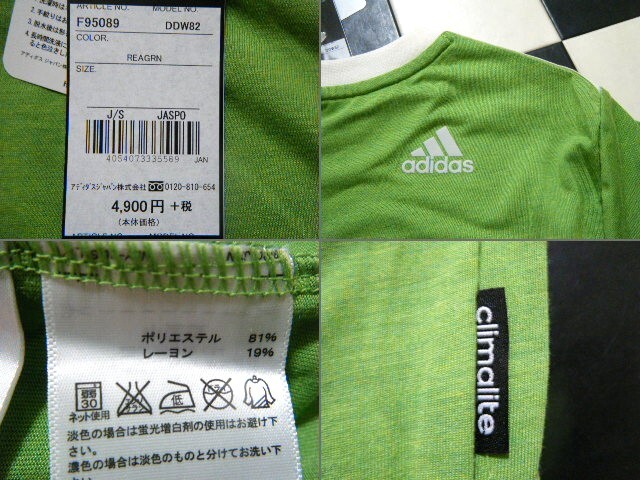 ARTICLE NO. MODEL NO.
F95089 DDW82
COLOR.
REAGRN
SIZE.
J/S JASPO
4054073335569 JAN
アディダスジャパン株式会社 0120-810-654
4,900円 +税
(本体価格)
adidas
ポリエステル 81%
レーヨン 19%
30 低
ネット使用
淡色の場合は蛍光増白剤の使用はお避け下さい。
濃色の場合は淡色のものと分けてお洗い下
climalite